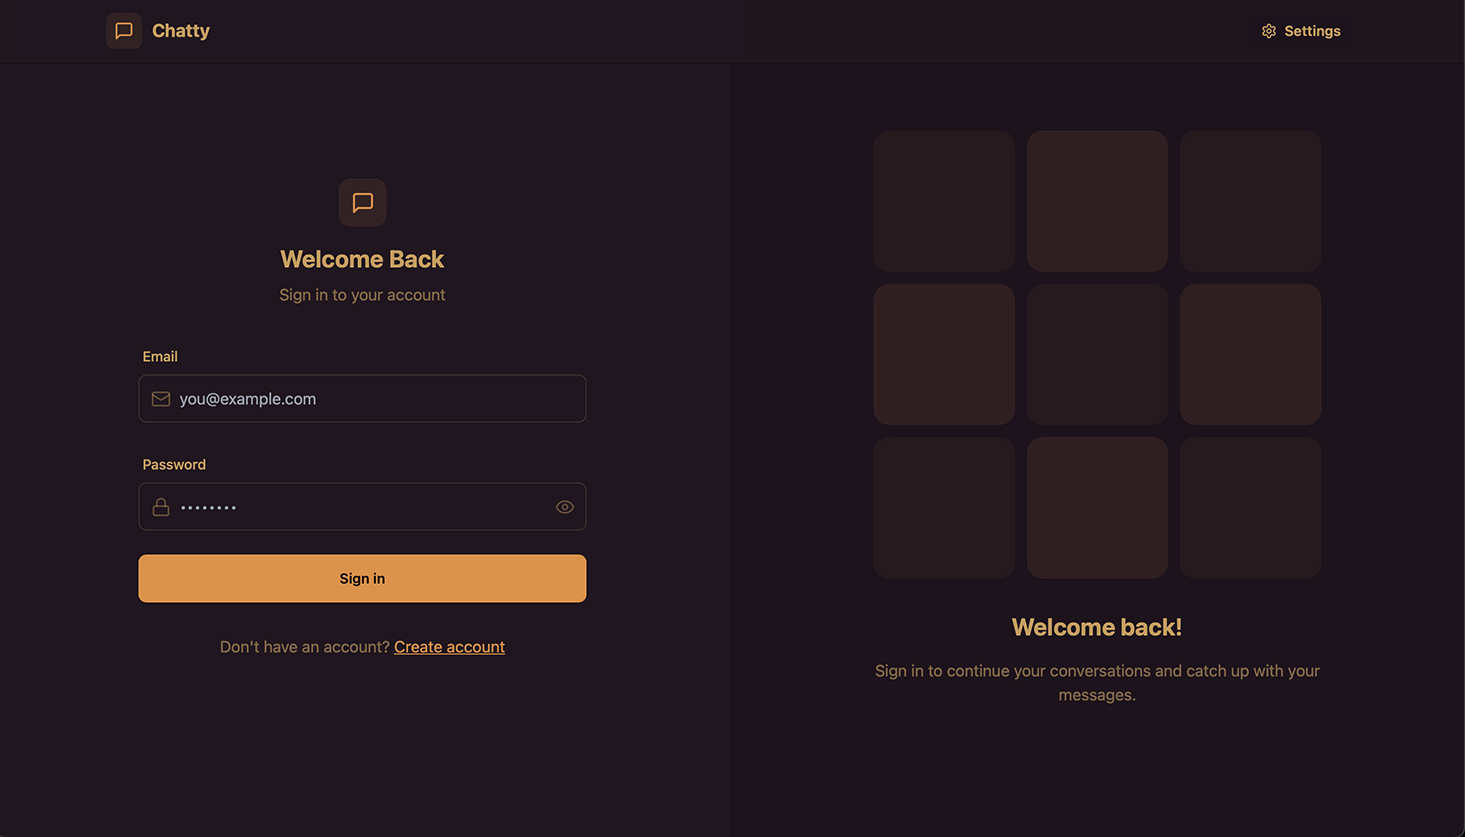 Chatty
Settings
Welcome Back
Sign in to your account
Email
you@example.com
Password
••••••••
Sign in
Don't have an account? Create account
Welcome back!
Sign in to continue your conversations and catch up with your
messages.